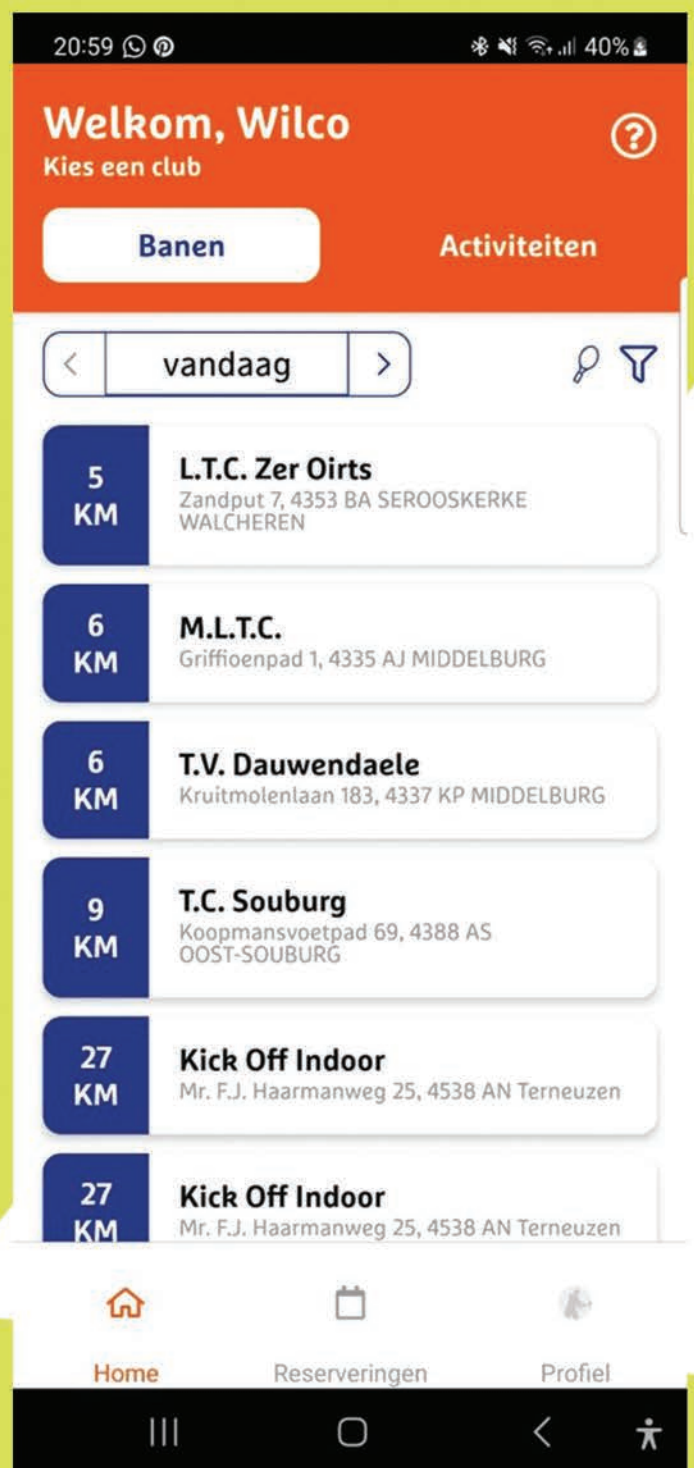 20:59 40%
Welkom, Wilco
Kies een club
Banen Activiteiten
vandaag
5 KM
L.T.C. Zer Oirts
Zandput 7, 4353 BA SEROOSKERKE
WALCHEREN
6 KM
M.L.T.C.
Griffioenpad 1, 4335 AJ MIDDELBURG
6 KM
T.V. Dauwendaele
Kruitmolenlaan 183, 4337 KP MIDDELBURG
9 KM
T.C. Souburg
Koopmansvoetpad 69, 4388 AS
OOST-SOUBURG
27 KM
Kick Off Indoor
Mr. F.J. Haarmanweg 25, 4538 AN Terneuzen
27 KM
Kick Off Indoor
Mr. F.J. Haarmanweg 25, 4538 AN Terneuzen
Home Reserveringen Profiel